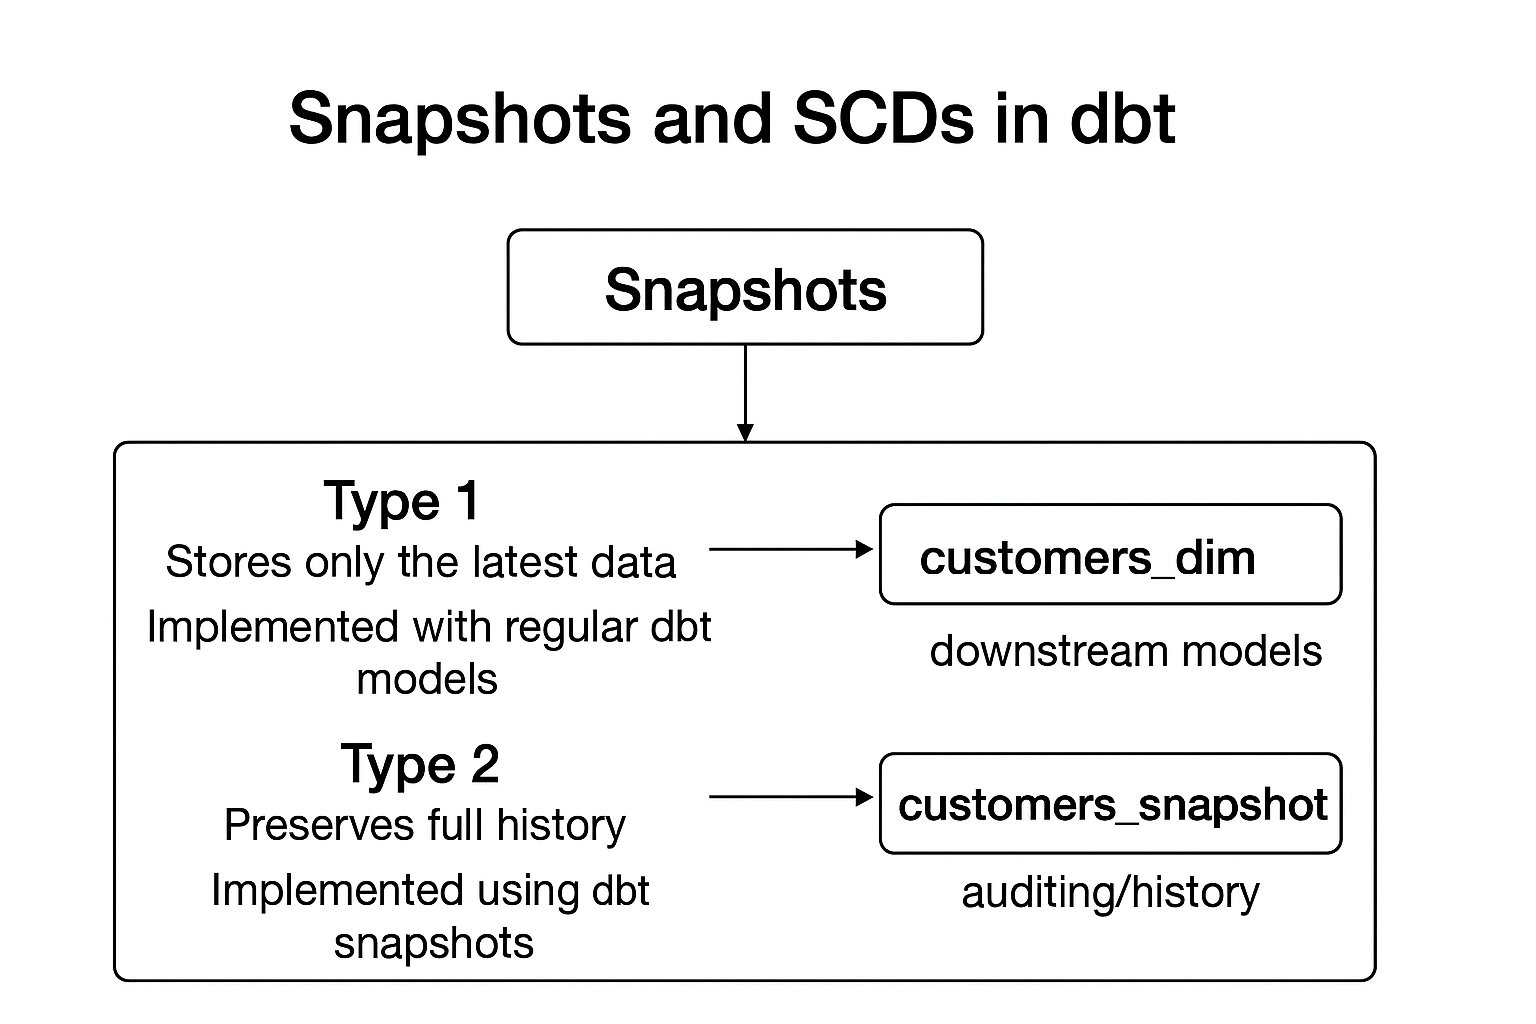 Snapshots and SCDs in dbt
Snapshots
Type 1
Stores only the latest data
Implemented with regular dbt
models
customers_dim
downstream models
Type 2
Preserves full history
Implemented using dbt
snapshots
customers_snapshot
auditing/history